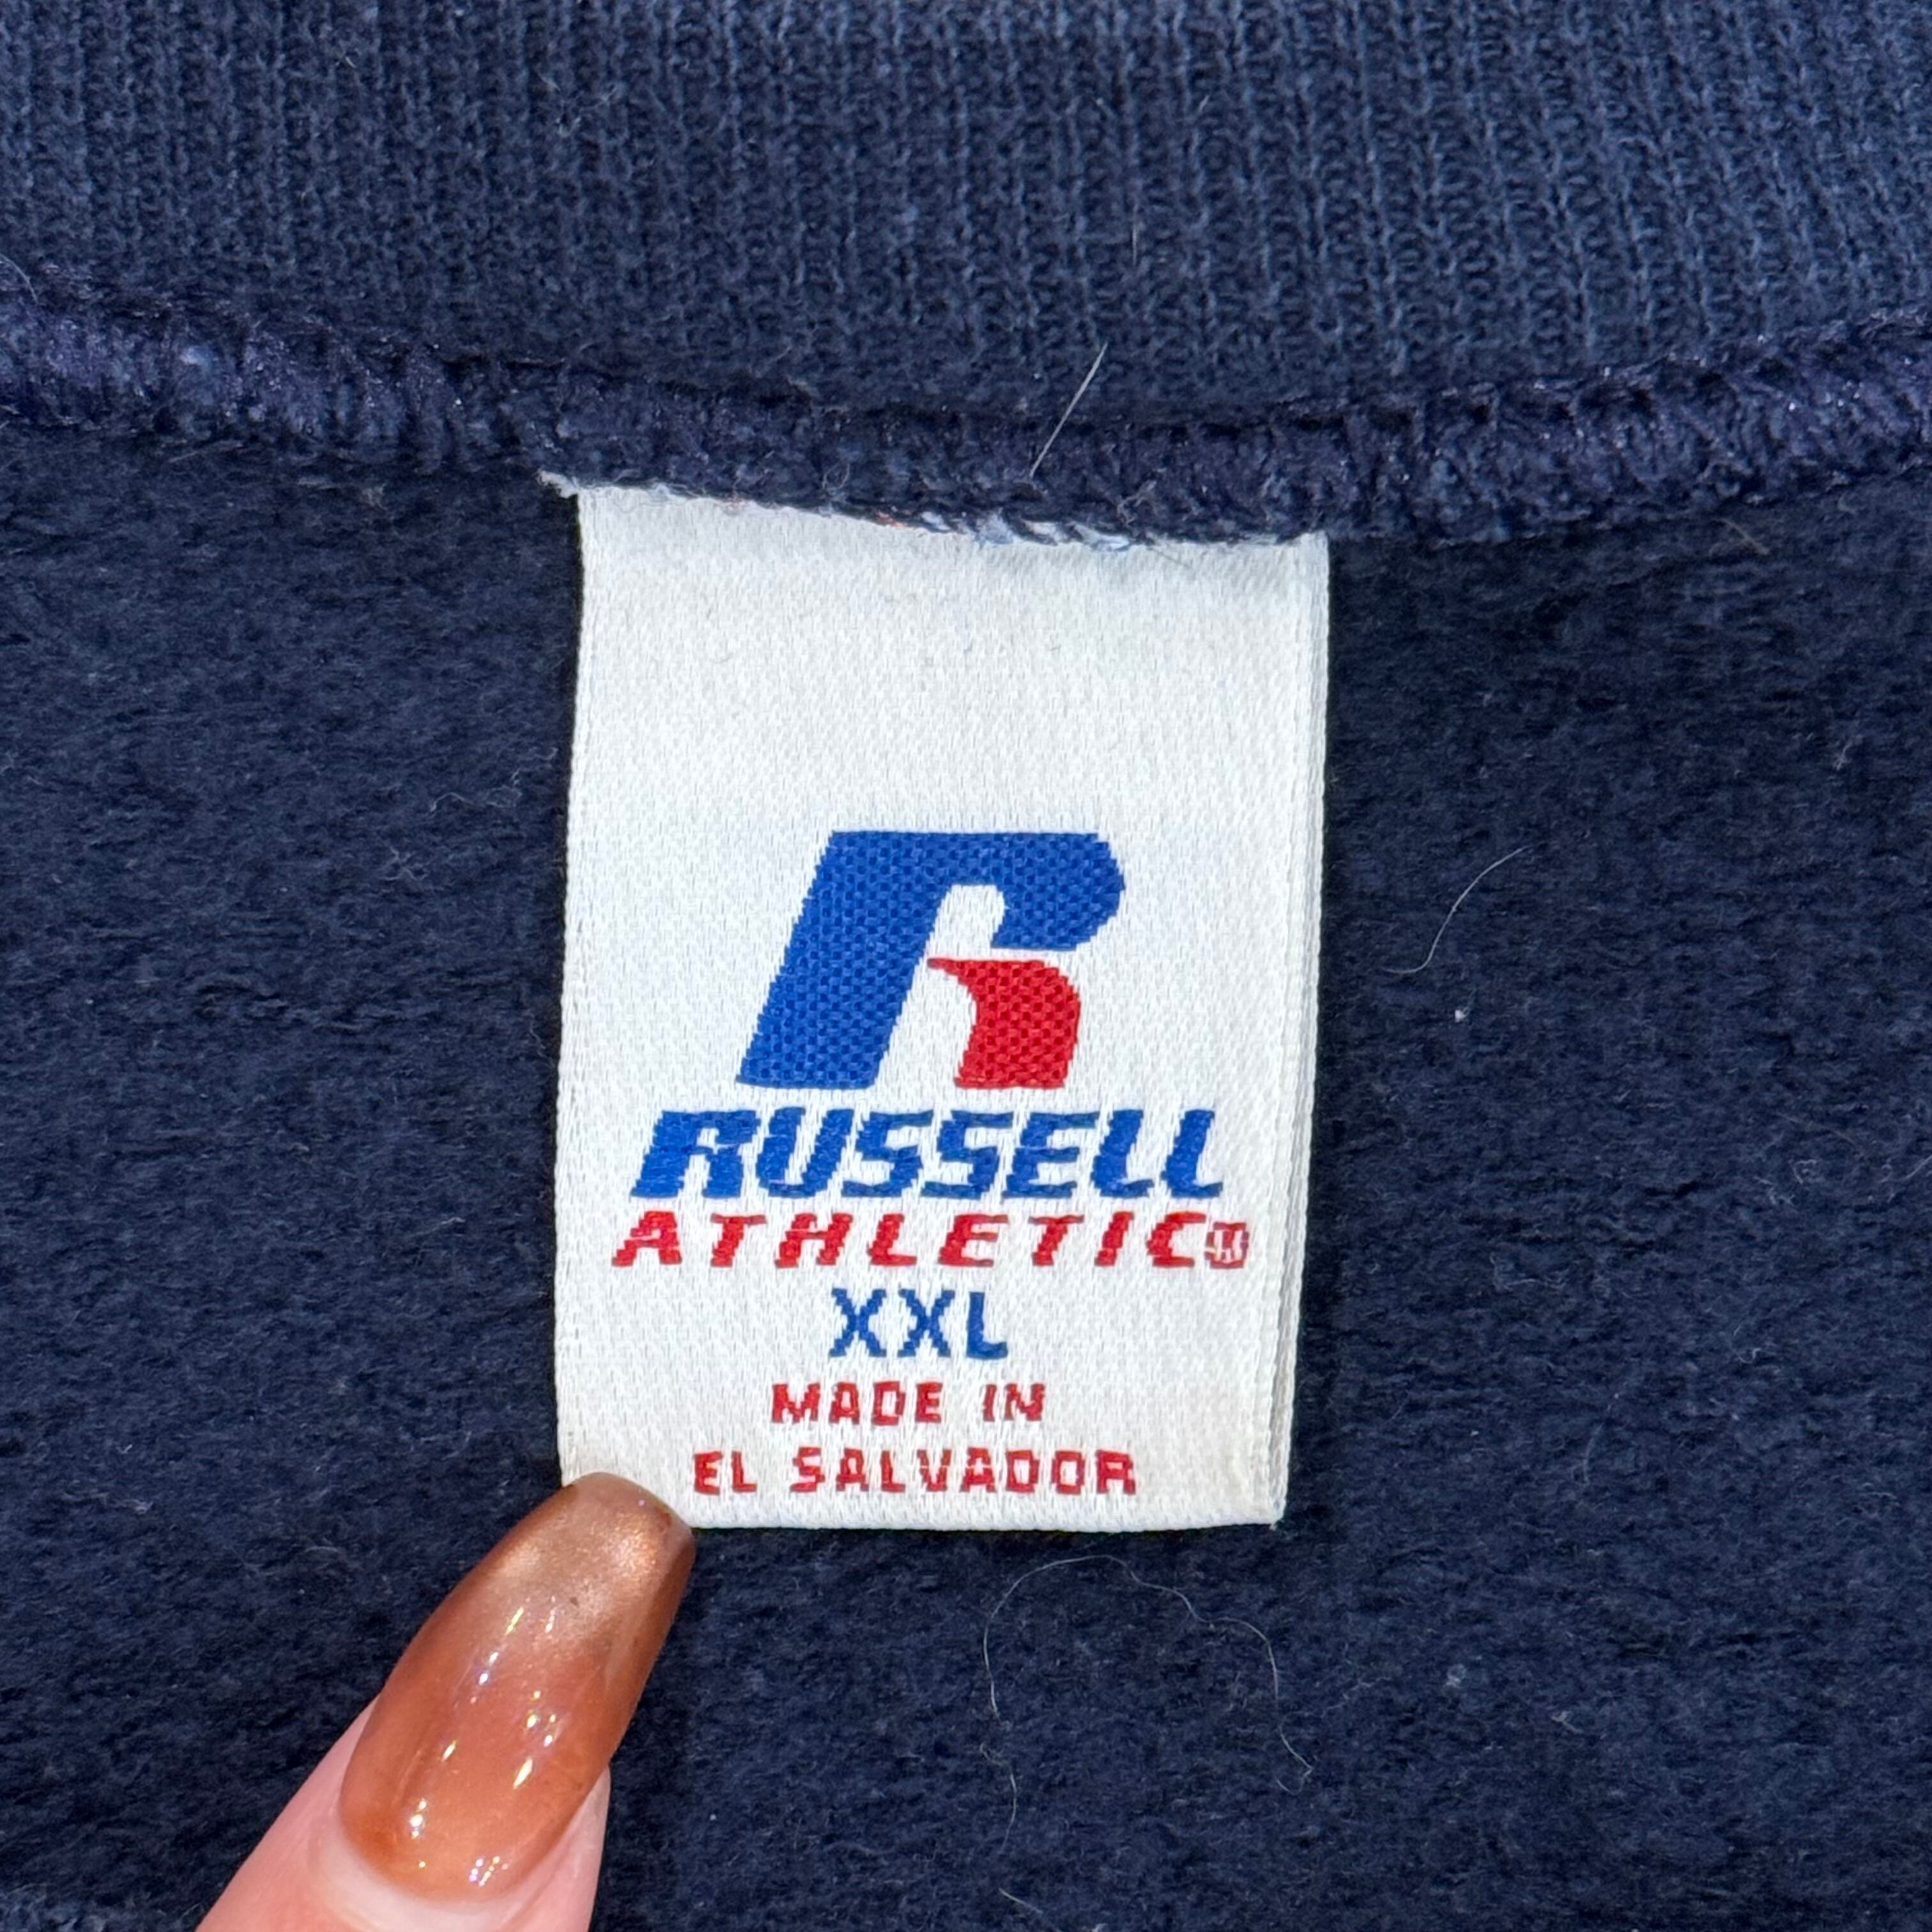 R
RUSSELL
ATHLETIC®
XXL
MADE IN
EL SALVADOR